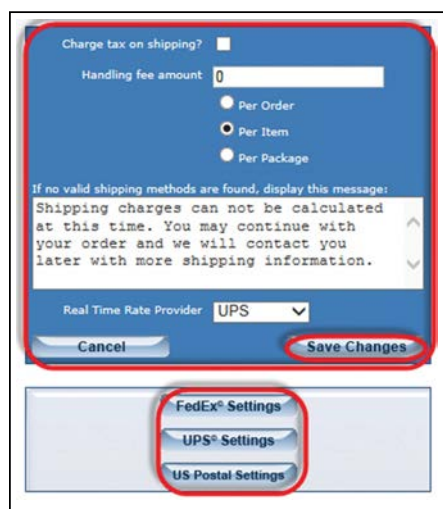 Charge tax on shipping?
Handling fee amount 0
Per Order
Per Item
Per Package
If no valid shipping methods are found, display this message:
Shipping charges can not be calculated
at this time. You may continue with
your order and we will contact you
later with more shipping information.
Real Time Rate Provider UPS
Cancel Save Changes
FedEx© Settings
UPS© Settings
US Postal Settings